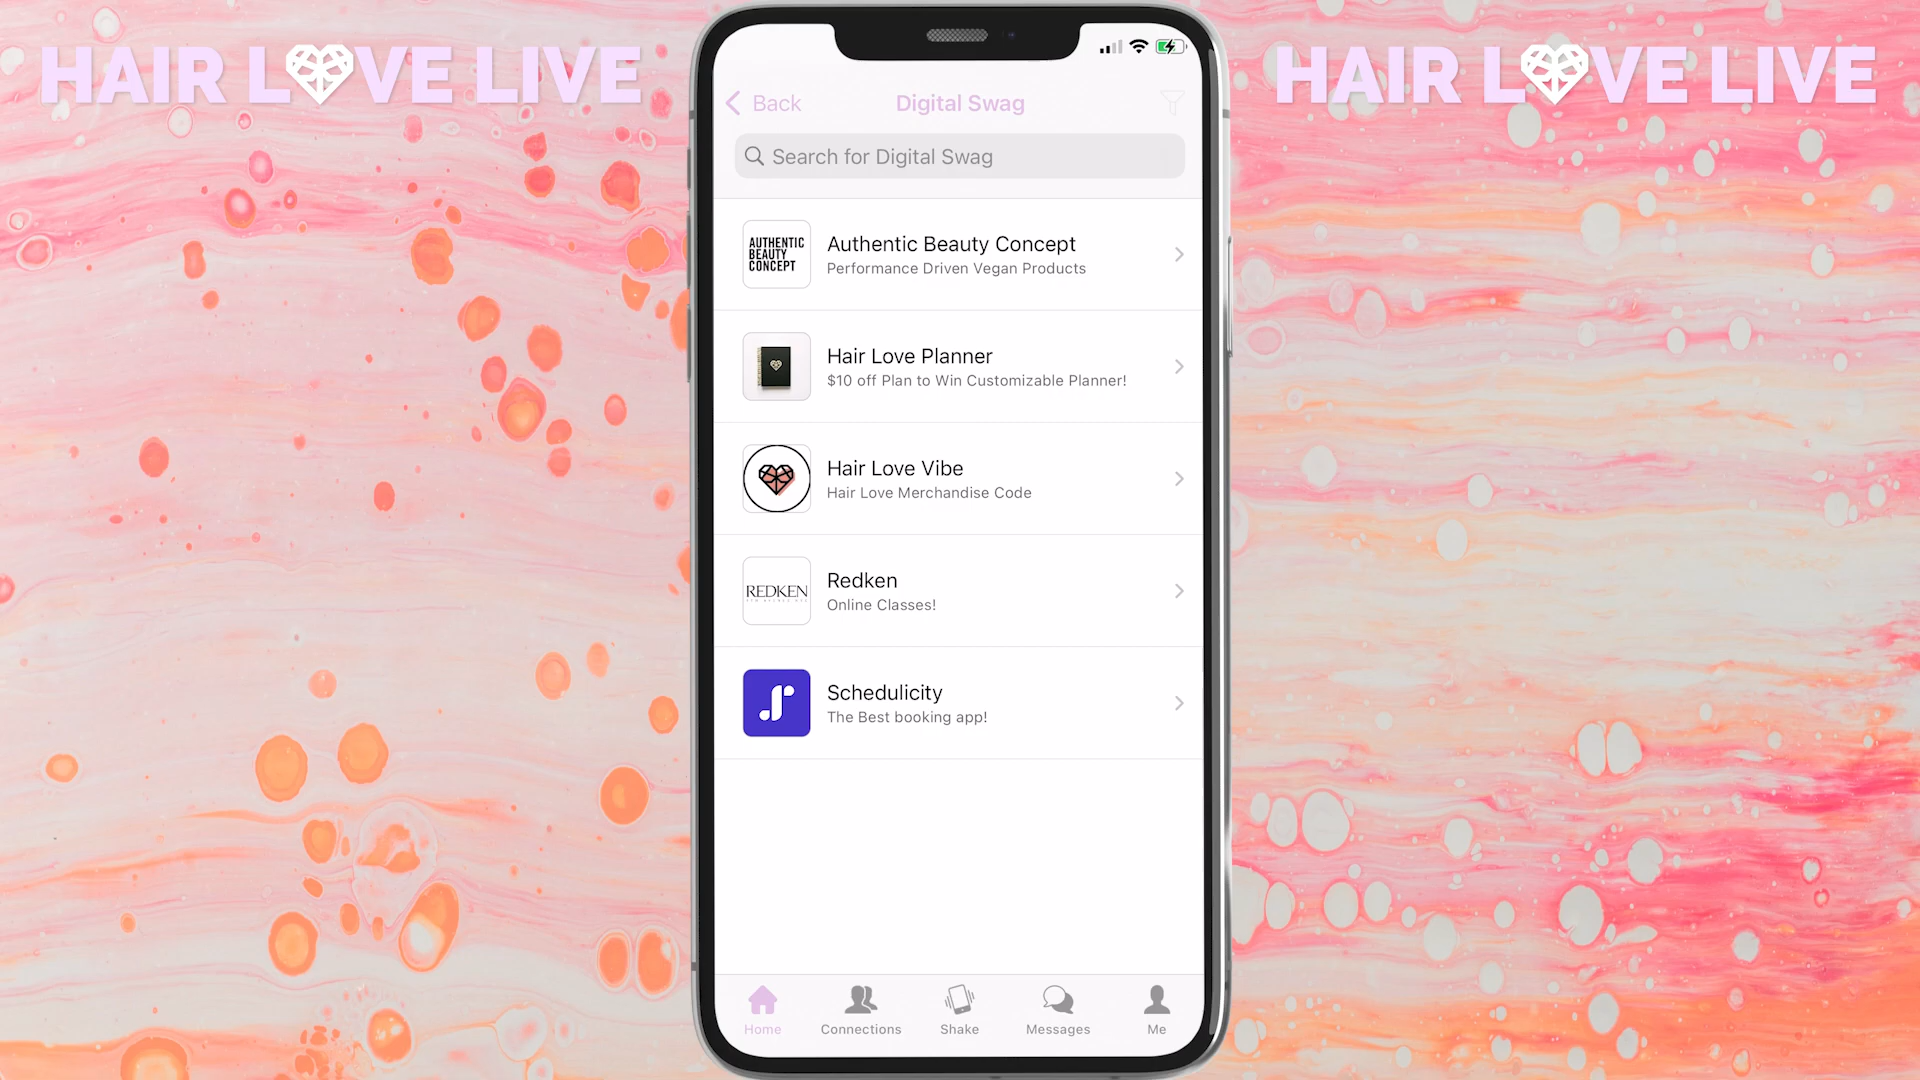 HAIR LOVE LIVE
HAIR LOVE LIVE
Back
Digital Swag
Search for Digital Swag
AUTHENTIC
BEAUTY
CONCEPT
Authentic Beauty Concept
Performance Driven Vegan Products
Hair Love Planner
$10 off Plan to Win Customizable Planner!
Hair Love Vibe
Hair Love Merchandise Code
REDKEN
Redken
Online Classes!
Schedulicity
The Best booking app!
Home
Connections
Shake
Messages
Me